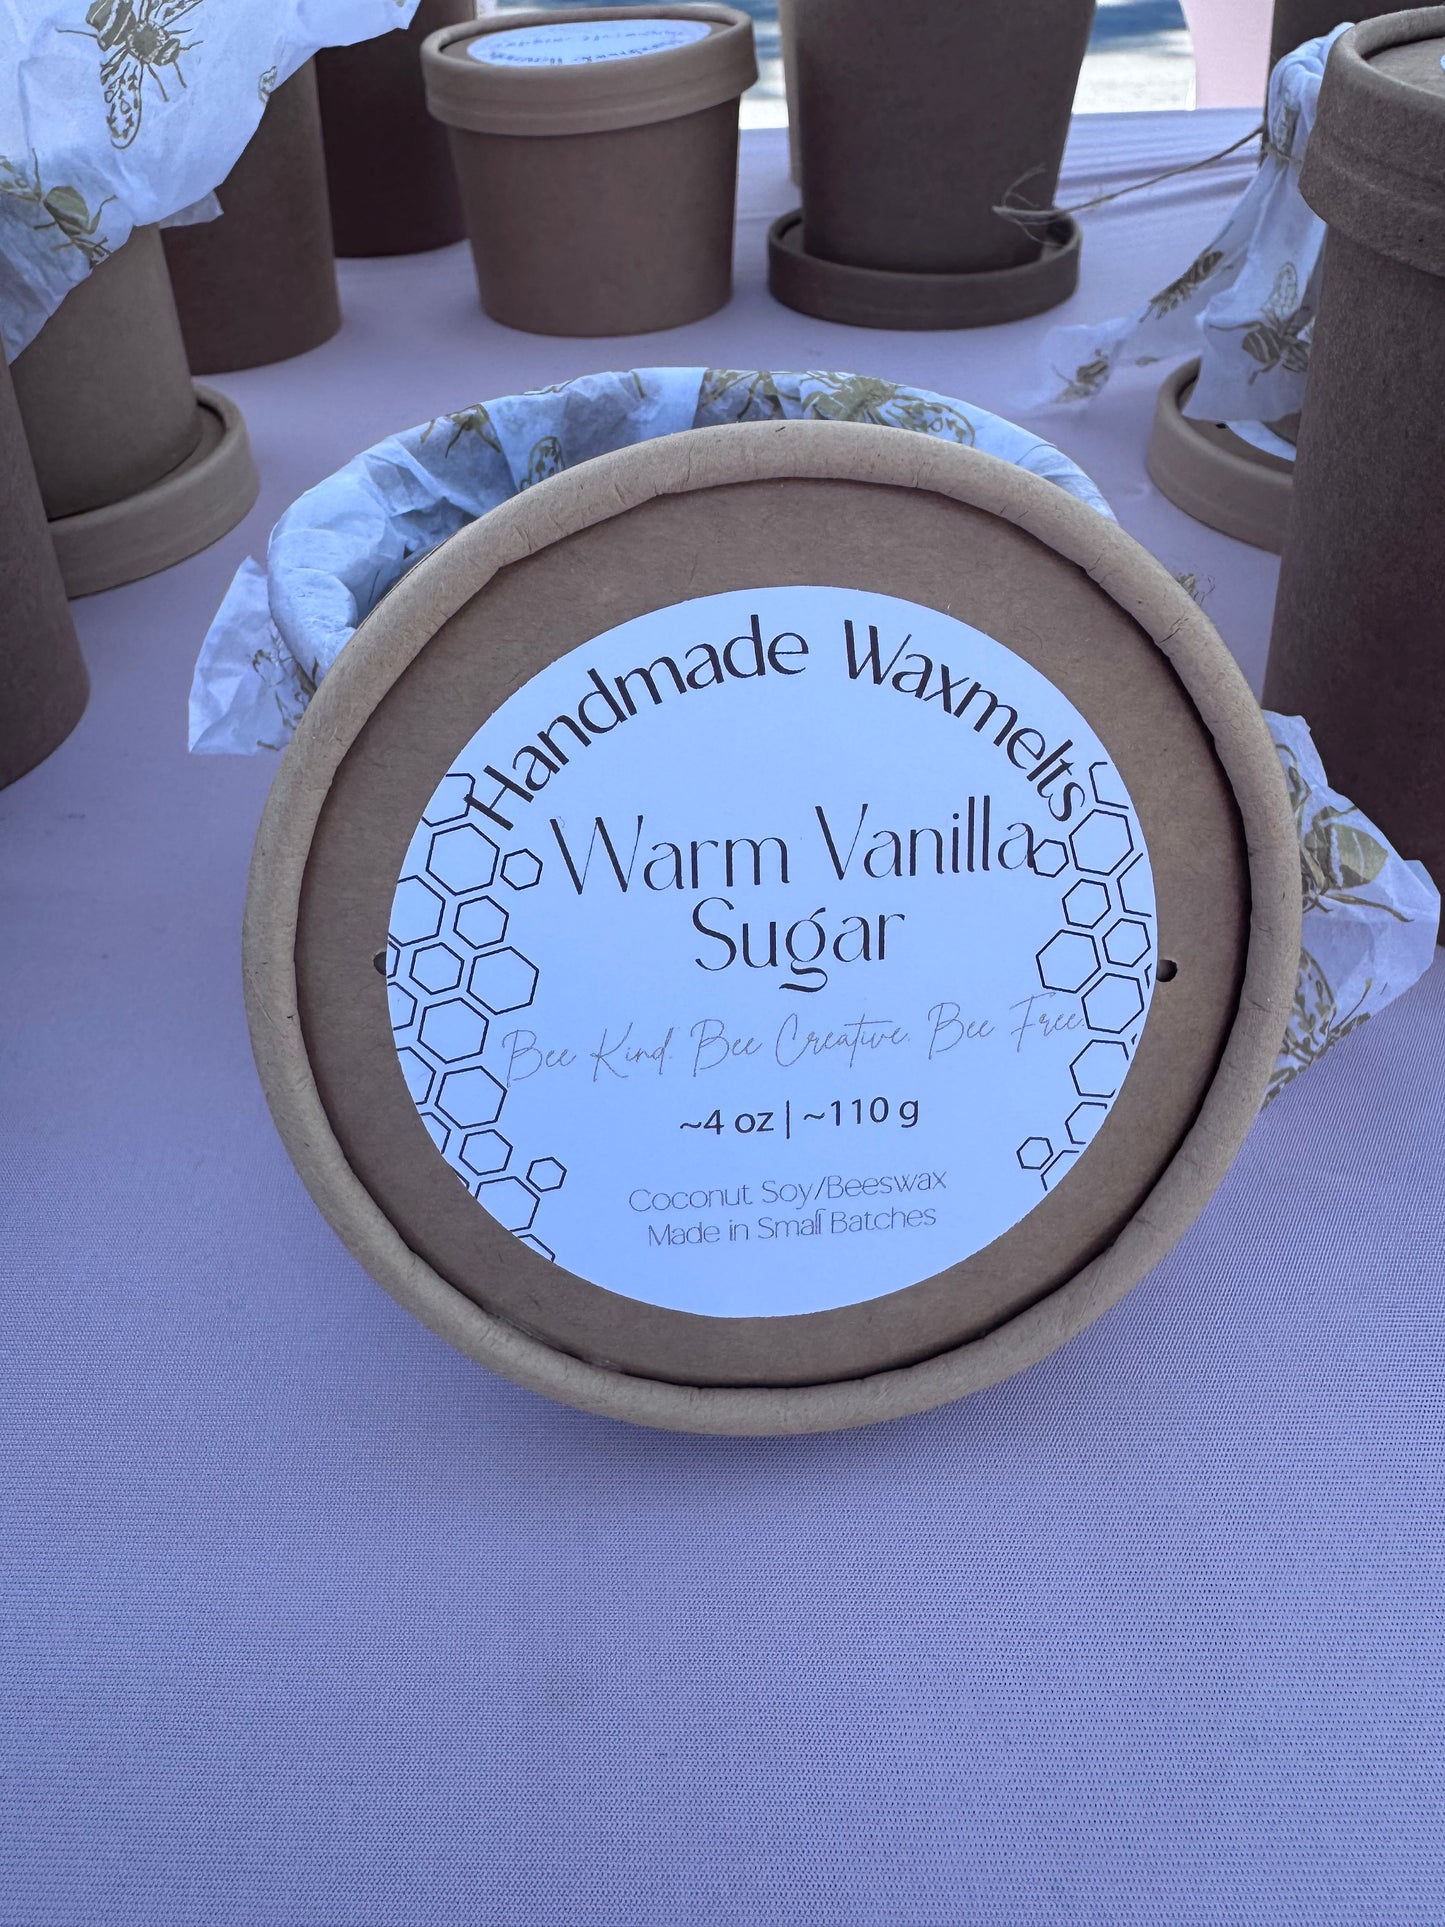 Handmade Waxmelts
Warm Vanilla
Sugar
Bee Kind. Bee Creative. Bee Free.
~4 oz | ~110 g
Coconut Soy/Beeswax
Made in Small Batches